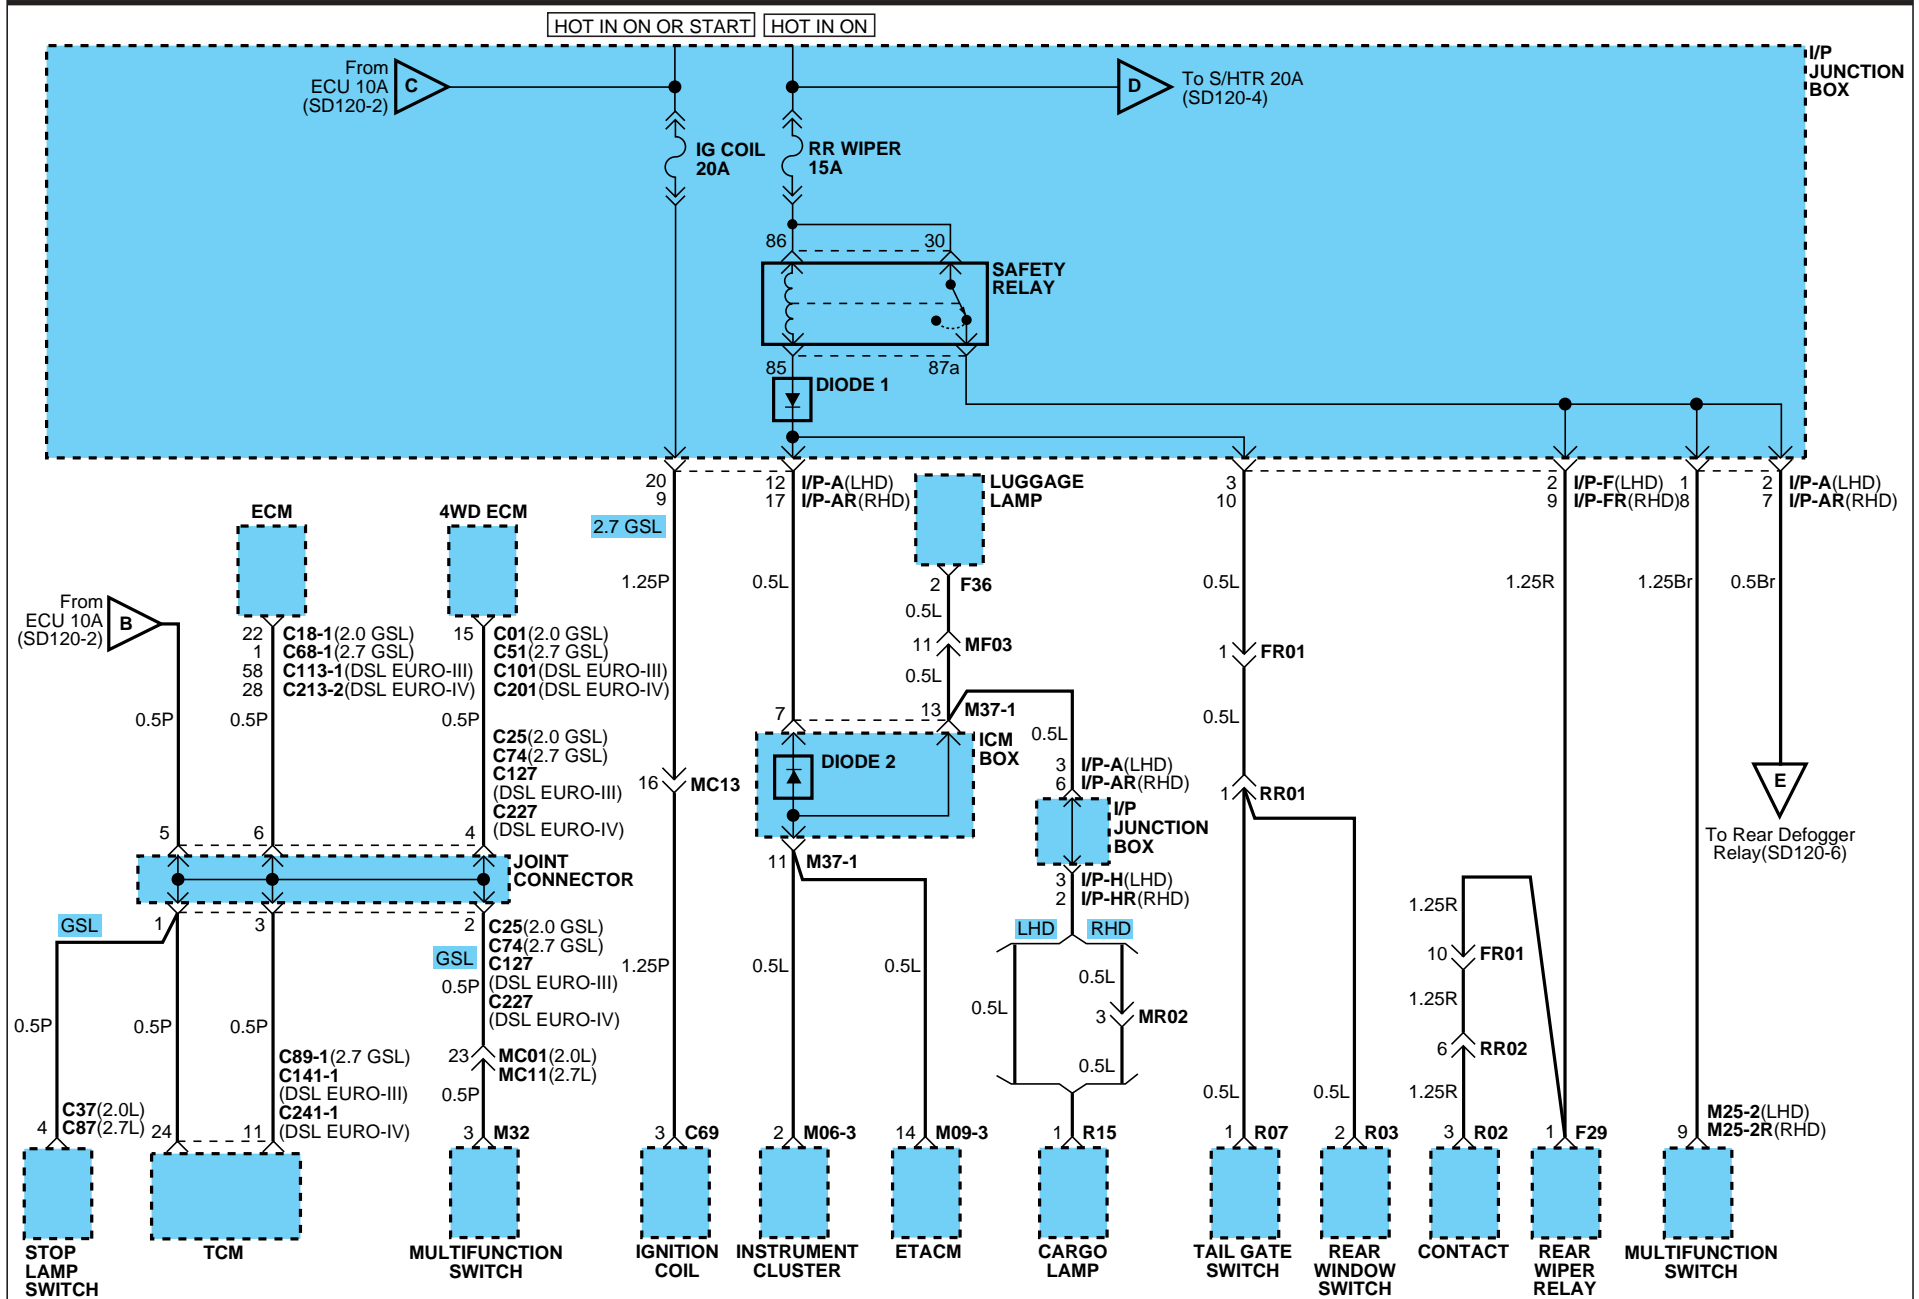 HOT IN ON OR START
HOT IN ON
I/P
JUNCTION
BOX
From
ECU 10A
(SD120-2)
C
D
To S/HTR 20A
(SD120-4)
IG COIL
20A
RR WIPER
15A
86
30
SAFETY
RELAY
85
87a
DIODE 1
20
9
2.7 GSL
12
17
I/P-A(LHD)
I/P-AR(RHD)
LUGGAGE
LAMP
3
10
2
9
I/P-F(LHD)
I/P-FR(RHD)
1
8
2
7
I/P-A(LHD)
I/P-AR(RHD)
ECM
4WD ECM
1.25P
0.5L
2
F36
0.5L
0.5L
1.25R
1.25Br
0.5Br
From
ECU 10A
(SD120-2)
B
22
1
58
28
C18-1(2.0 GSL)
C68-1(2.7 GSL)
C113-1(DSL EURO-III)
C213-2(DSL EURO-IV)
15
C01(2.0 GSL)
C51(2.7 GSL)
C101(DSL EURO-III)
C201(DSL EURO-IV)
11
MF03
0.5L
1
FR01
0.5P
0.5P
0.5P
7
13
M37-1
0.5L
0.5L
C25(2.0 GSL)
C74(2.7 GSL)
C127
(DSL EURO-III)
C227
(DSL EURO-IV)
16
MC13
DIODE 2
ICM
BOX
3
6
I/P-A(LHD)
I/P-AR(RHD)
1
RR01
E
To Rear Defogger
Relay(SD120-6)
5
6
4
I/P
JUNCTION
BOX
11
M37-1
JOINT
CONNECTOR
3
2
I/P-H(LHD)
I/P-HR(RHD)
GSL
1
3
2
C25(2.0 GSL)
C74(2.7 GSL)
C127
(DSL EURO-III)
C227
(DSL EURO-IV)
GSL
0.5P
1.25P
0.5L
0.5L
LHD
RHD
0.5L
0.5L
3
MR02
0.5L
1.25R
10
FR01
1.25R
6
RR02
1.25R
0.5P
0.5P
0.5P
23
MC01(2.0L)
MC11(2.7L)
0.5P
C89-1(2.7 GSL)
C141-1
(DSL EURO-III)
C241-1
(DSL EURO-IV)
0.5L
0.5L
4
C37(2.0L)
C87(2.7L)
24
11
3
M32
3
C69
2
M06-3
14
M09-3
1
R15
1
R07
2
R03
3
R02
1
F29
9
M25-2(LHD)
M25-2R(RHD)
STOP
LAMP
SWITCH
TCM
MULTIFUNCTION
SWITCH
IGNITION
COIL
INSTRUMENT
CLUSTER
ETACM
CARGO
LAMP
TAIL GATE
SWITCH
REAR
WINDOW
SWITCH
CONTACT
REAR
WIPER
RELAY
MULTIFUNCTION
SWITCH